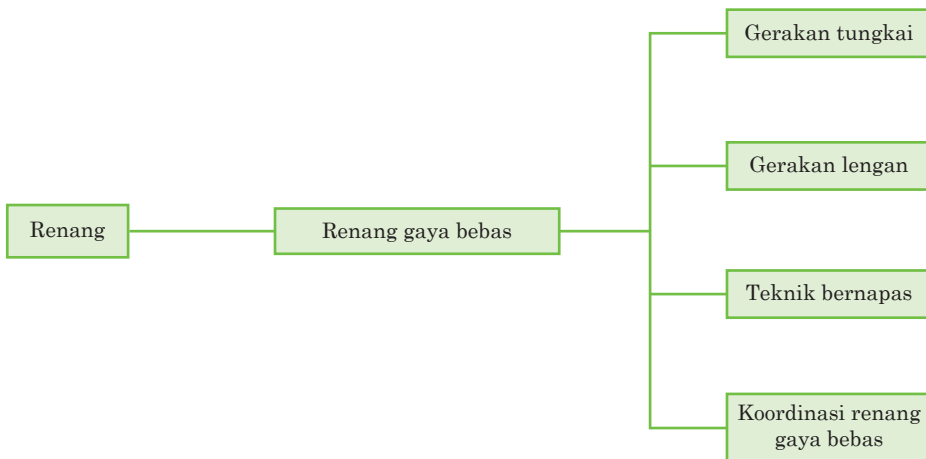 Renang
Renang gaya bebas
Gerakan tungkai
Gerakan lengan
Teknik bernapas
Koordinasi renang
gaya bebas